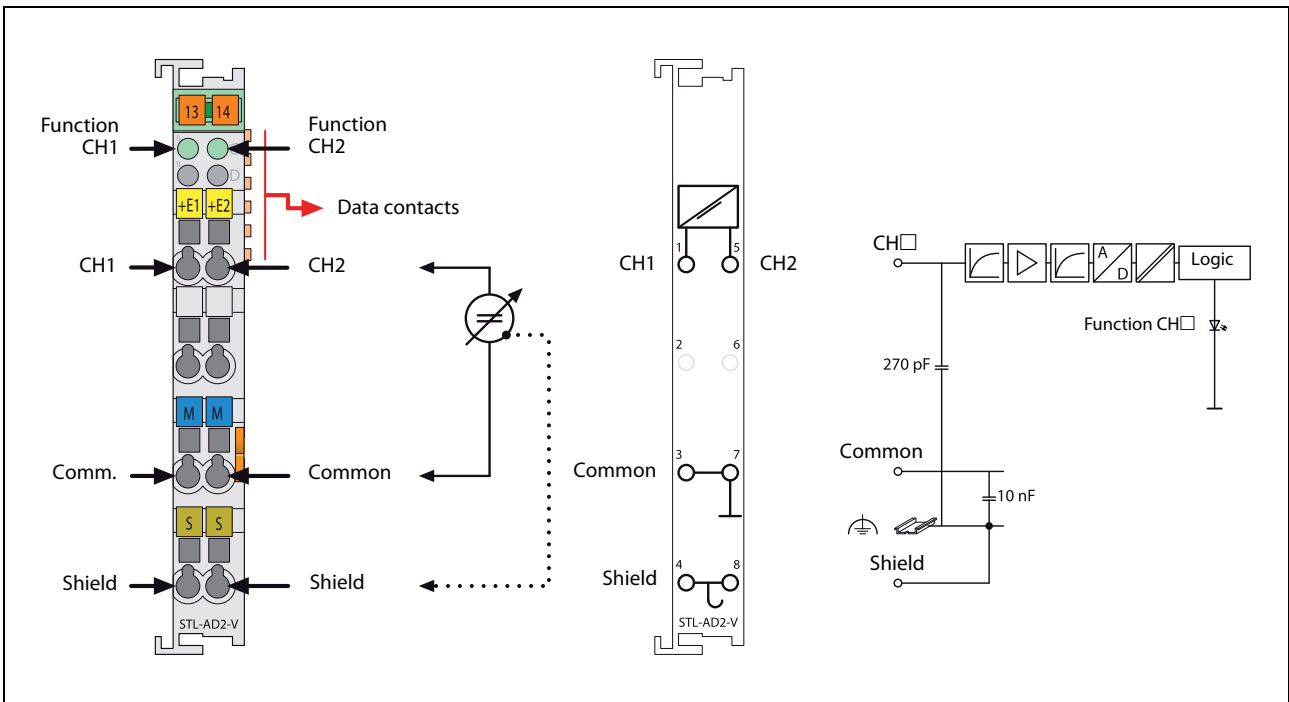 13 14
Function
CH1
Function
CH2
A
C
B
D
+E1 +E2
Data contacts
CH1
CH2
M M
Comm.
Common
S S
Shield
Shield
STL-AD2-V
1
5
CH1
CH2
2
6
3
7
Common
4
8
Shield
STL-AD2-V
CH□
A
D
Logic
Function CH□
270 pF
Common
10 nF
Shield